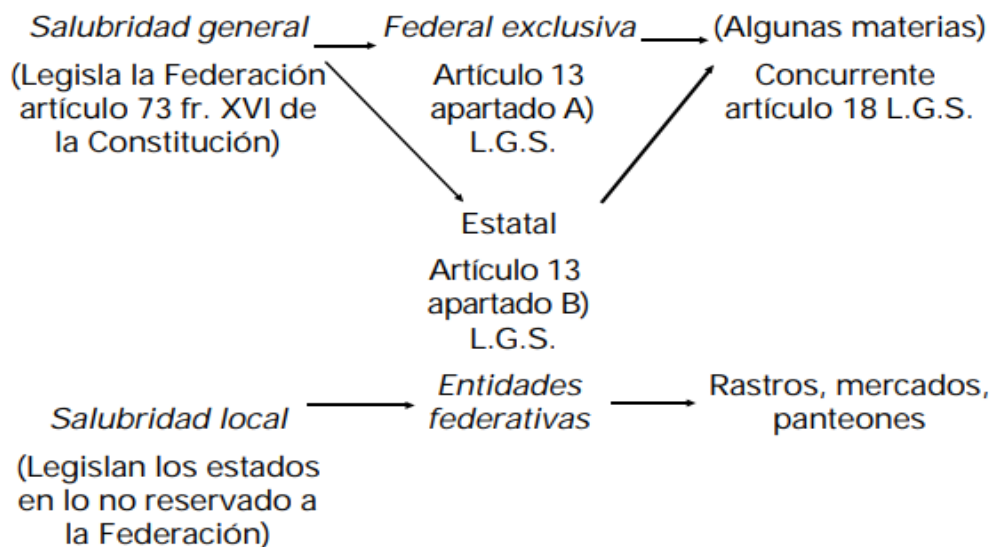 Salubridad general
(Legisla la Federación
artículo 73 fr. XVI de
la Constitución)
Federal exclusiva
Artículo 13
apartado A)
L.G.S.
(Algunas materias)
Concurrente
artículo 18 L.G.S.
Estatal
Artículo 13
apartado B)
L.G.S.
Salubridad local
(Legislan los estados
en lo no reservado a
la Federación)
Entidades
federativas
Rastros, mercados,
panteones